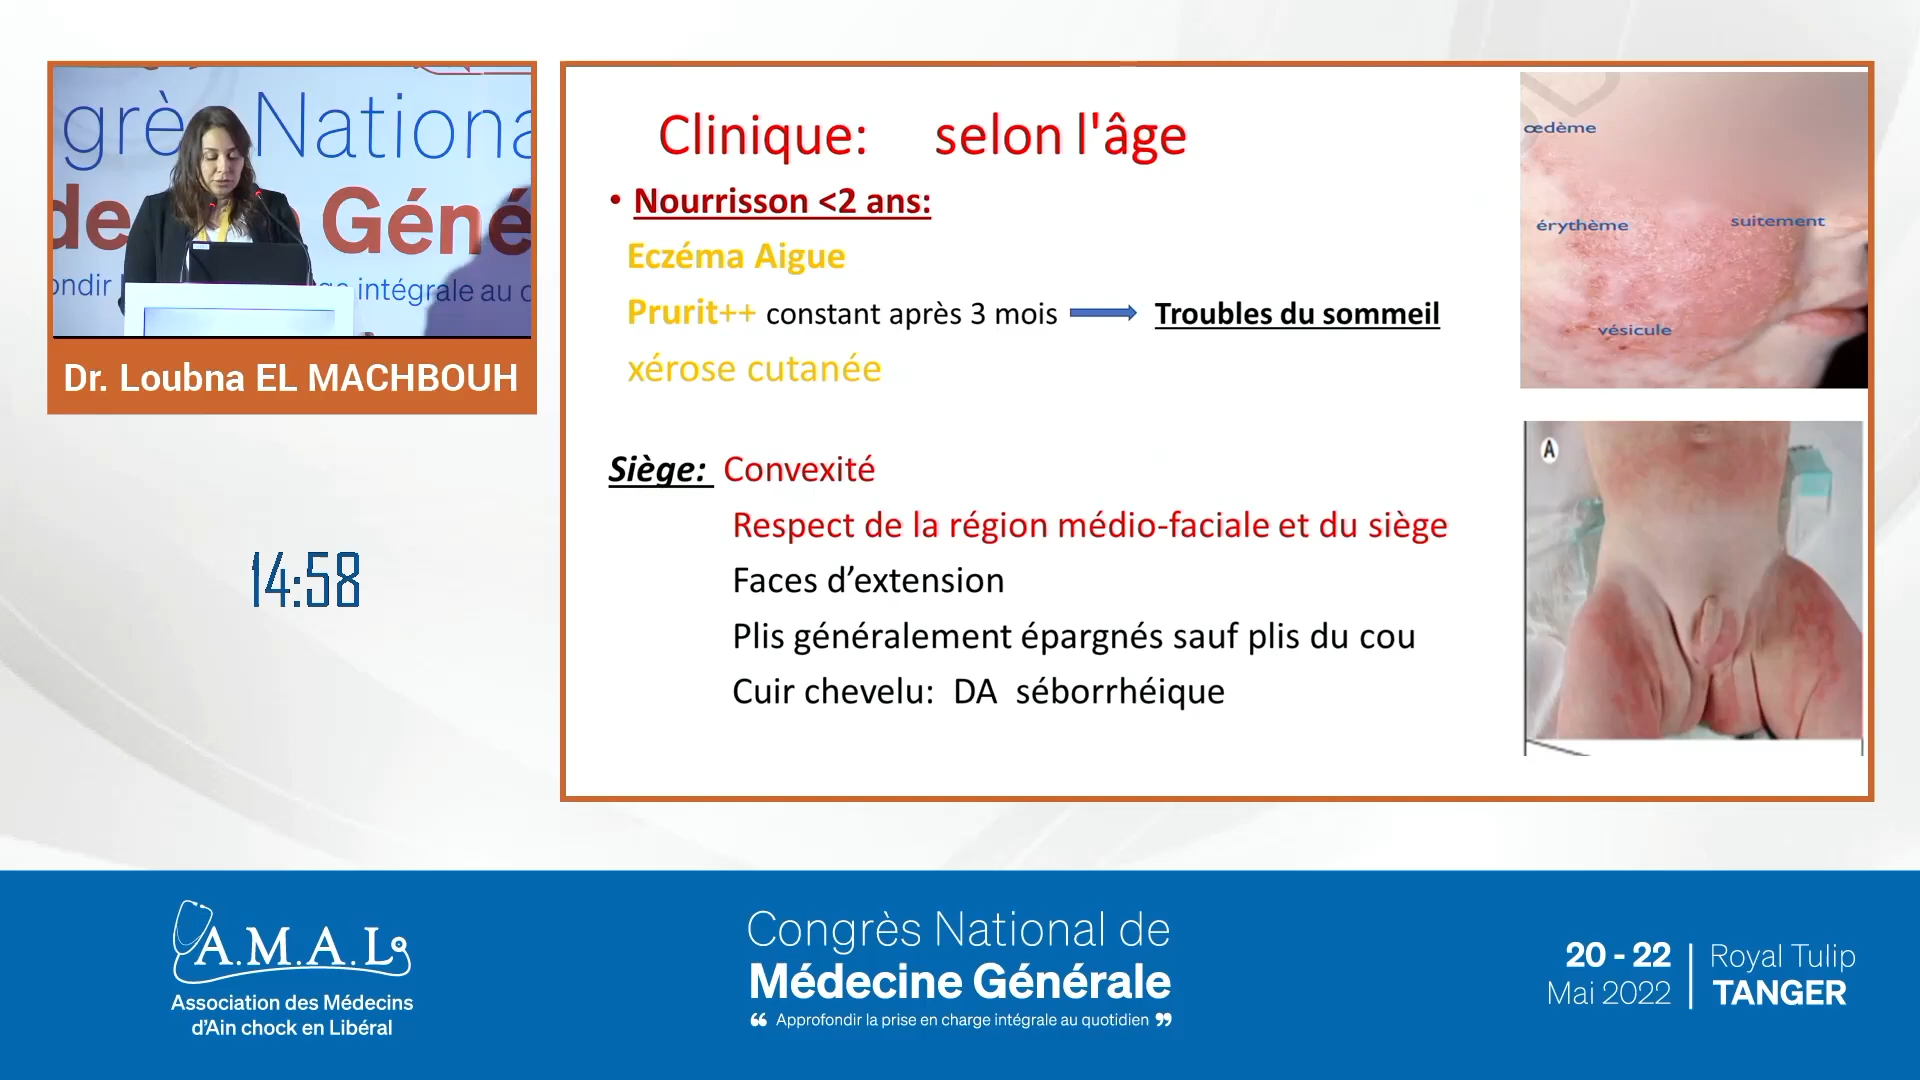 grè Nationa
de Géné
ondir intégrale au c
Dr. Loubna EL MACHBOUH
14:58
Clinique: selon l'âge
• Nourrisson <2 ans:
Eczéma Aigue
Prurit++ constant après 3 mois Troubles du sommeil
xérose cutanée
Siège: Convexité
Respect de la région médio-faciale et du siège
Faces d’extension
Plis généralement épargnés sauf plis du cou
Cuir chevelu: DA séborrhéique
œdème
érythème
suitement
vésicule
A
A.M.A.L
Association des Médecins
d’Ain chock en Libéral
Congrès National de
Médecine Générale
“ Approfondir la prise en charge intégrale au quotidien ”
20 - 22
Mai 2022
Royal Tulip
TANGER